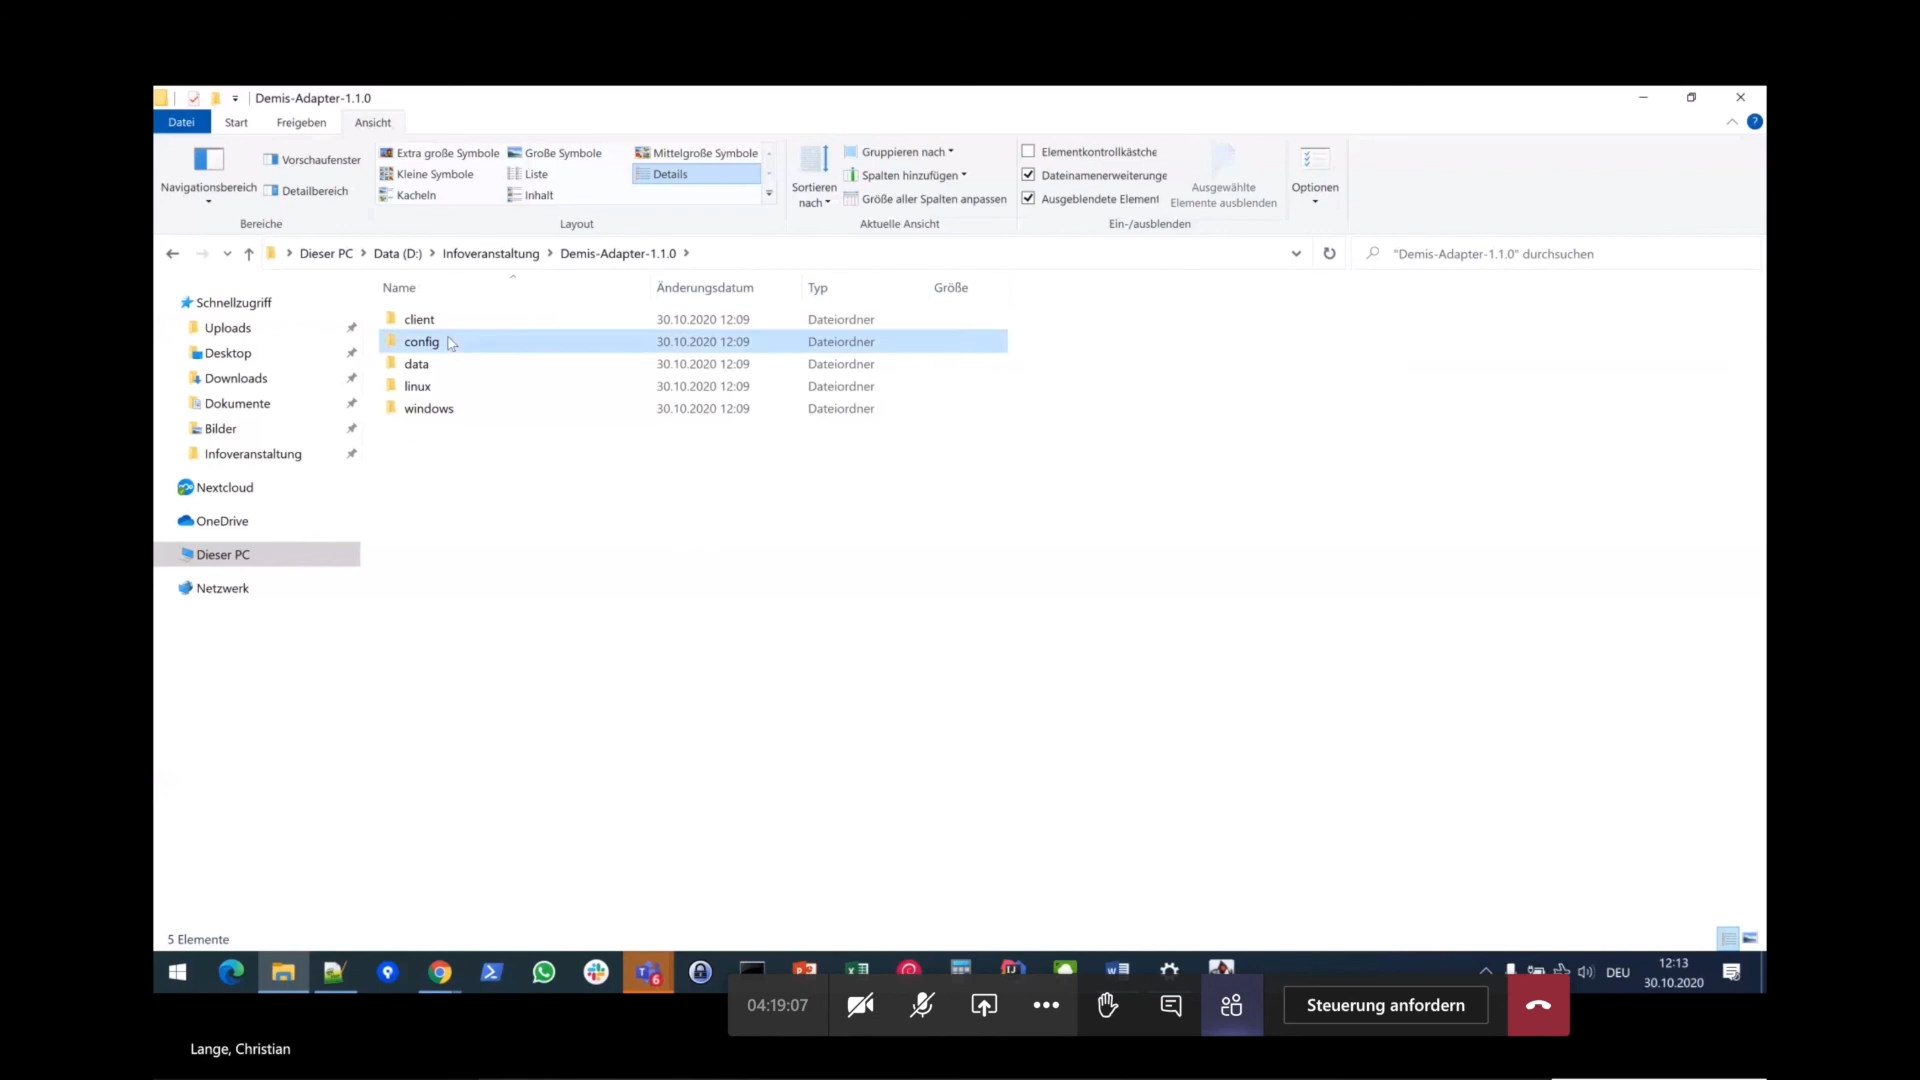 Demis-Adapter-1.1.0
Datei Start Freigeben Ansicht
Navigationsbereich
Vorschaufenster
Detailbereich
Bereiche
Extra große Symbole Große Symbole Mittelgroße Symbole
Kleine Symbole Liste Details
Kacheln Inhalt
Layout
Sortieren nach
Gruppieren nach
Spalten hinzufügen
Größe aller Spalten anpassen
Aktuelle Ansicht
Elementkontrollkästche
Dateinamenerweiterunge
Ausgeblendete Element
Ausgewählte
Elemente ausblenden
Ein-/ausblenden
Optionen
Dieser PC Data (D:) Infoveranstaltung Demis-Adapter-1.1.0
"Demis-Adapter-1.1.0" durchsuchen
Schnellzugriff
Uploads
Desktop
Downloads
Dokumente
Bilder
Infoveranstaltung
Nextcloud
OneDrive
Dieser PC
Netzwerk
Name Änderungsdatum Typ Größe
client 30.10.2020 12:09 Dateiordner
config 30.10.2020 12:09 Dateiordner
data 30.10.2020 12:09 Dateiordner
linux 30.10.2020 12:09 Dateiordner
windows 30.10.2020 12:09 Dateiordner
5 Elemente
DEU
12:13
30.10.2020
04:19:07
Steuerung anfordern
Lange, Christian